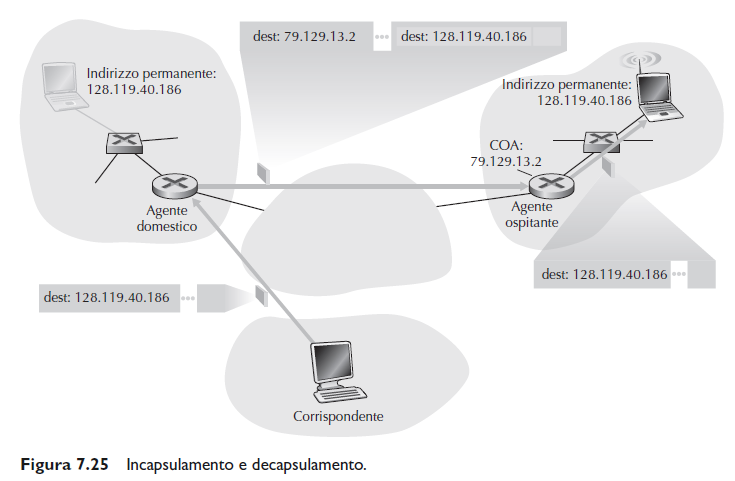 dest: 79.129.13.2 ••• dest: 128.119.40.186
Indirizzo permanente:
128.119.40.186
Indirizzo permanente:
128.119.40.186
COA:
79.129.13.2
Agente
domestico
Agente
ospitante
dest: 128.119.40.186 •••
dest: 128.119.40.186 •••
Corrispondente
Figura 7.25 Incapsulamento e decapsulamento.